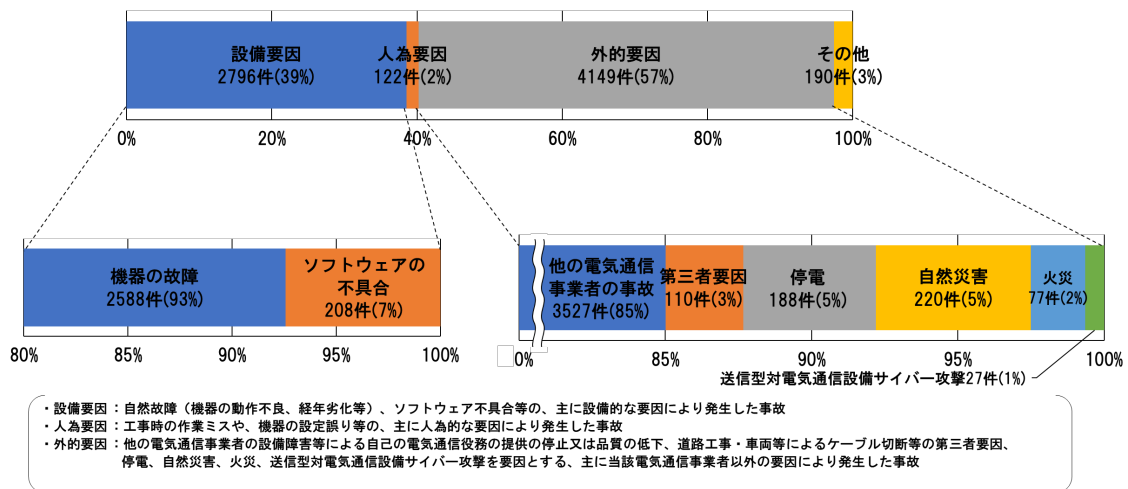 設備要因
2796件(39%)
人為要因
122件(2%)
外的要因
4149件(57%)
その他
190件(3%)
0%
20%
40%
60%
80%
100%
機器の故障
2588件(93%)
ソフトウェアの
不具合
208件(7%)
80%
85%
90%
95%
100%
他の電気通信
事業者の事故
3527件(85%)
第三者要因
110件(3%)
停電
188件(5%)
自然災害
220件(5%)
火災
77件(2%)
0%
85%
90%
95%
100%
送信型対電気通信設備サイバー攻撃27件(1%)
・設備要因：自然故障（機器の動作不良、経年劣化等）、ソフトウェア不具合等の、主に設備的な要因により発生した事故
・人為要因：工事時の作業ミスや、機器の設定誤り等の、主に人為的な要因により発生した事故
・外的要因：他の電気通信事業者の設備障害等による自己の電気通信役務の提供の停止又は品質の低下、道路工事・車両等によるケーブル切断等の第三者要因、
停電、自然災害、火災、送信型対電気通信設備サイバー攻撃を要因とする、主に当該電気通信事業者以外の要因により発生した事故